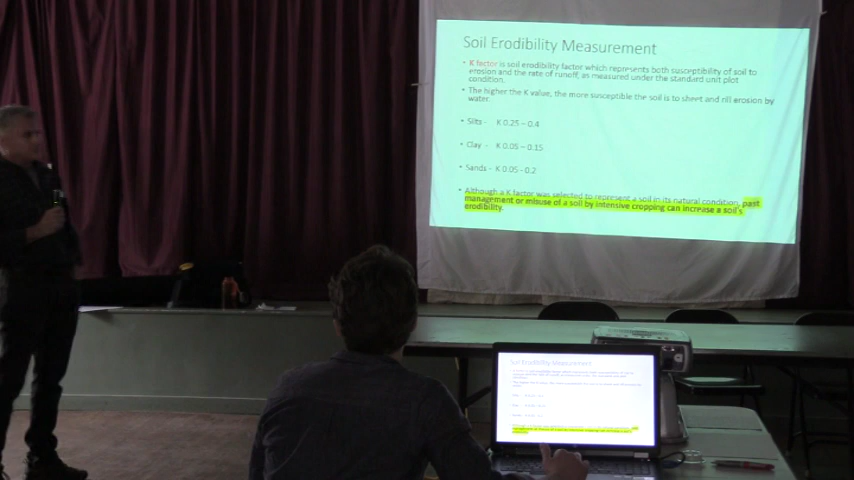 Soil Erodibility Measurement
• K factor is soil erodibility factor which represents both susceptibility of soil to
erosion and the rate of runoff, as measured under the standard unit plot
condition.
• The higher the K value, the more susceptible the soil is to sheet and rill erosion by
water.
• Silts - K 0.25 – 0.4
• Clay - K 0.05 – 0.15
• Sands - K 0.05 - 0.2
• Although a K factor was selected to represent a soil in its natural condition, past
management or misuse of a soil by intensive cropping can increase a soil's
erodibility.
Soil Erodibility Measurement